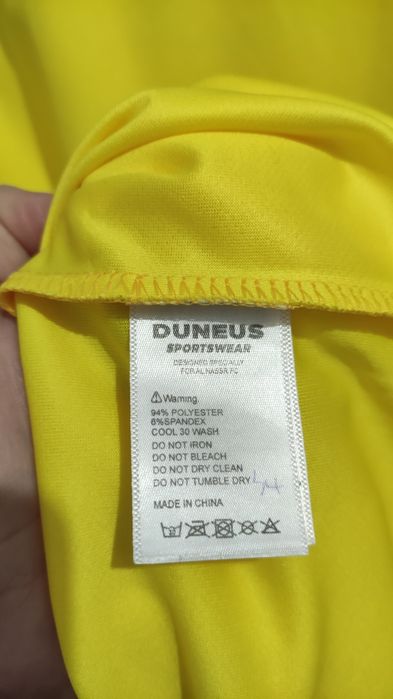 DUNEUS
SPORTSWEAR
DESIGNED SPECIALLY
FOR AL NASSR FC
⚠Warning
94% POLYESTER
6%SPANDEX
COOL 30 WASH
DO NOT IRON
DO NOT BLEACH
DO NOT DRY CLEAN
DO NOT TUMBLE DRY
MADE IN CHINA